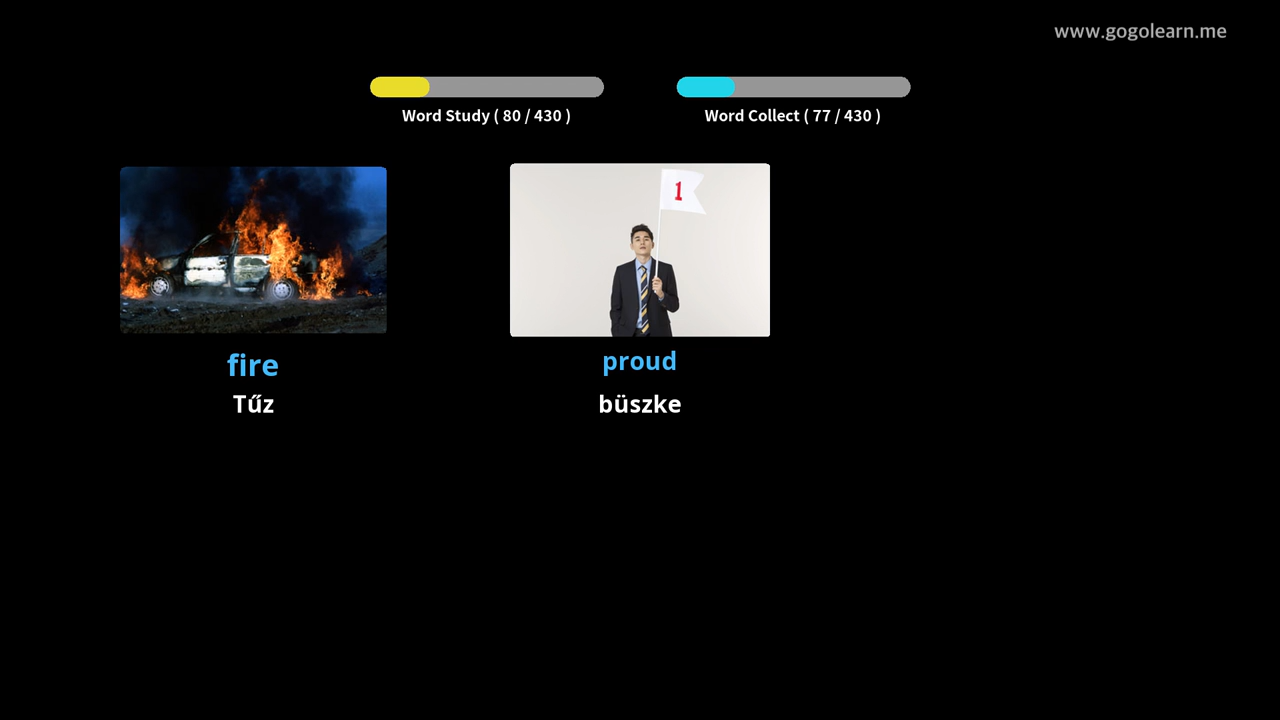 www.gogolearn.me
Word Study ( 80 / 430 )
Word Collect ( 77 / 430 )
1
fire
Tűz
proud
büszke